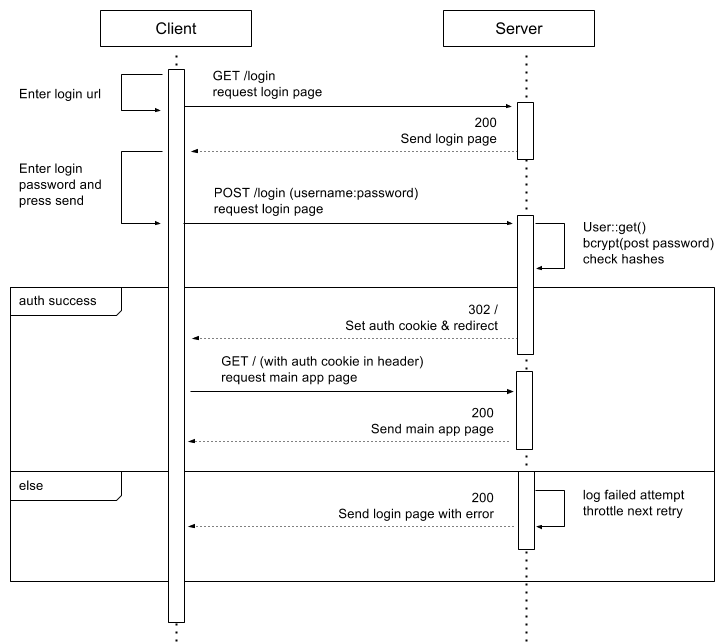 Client
Server
GET /login
request login page
Enter login url
200
Send login page
Enter login
password and
press send
POST /login (username:password)
request login page
User::get()
bcrypt(post password)
check hashes
auth success
302 /
Set auth cookie & redirect
GET / (with auth cookie in header)
request main app page
200
Send main app page
else
200
Send login page with error
log failed attempt
throttle next retry